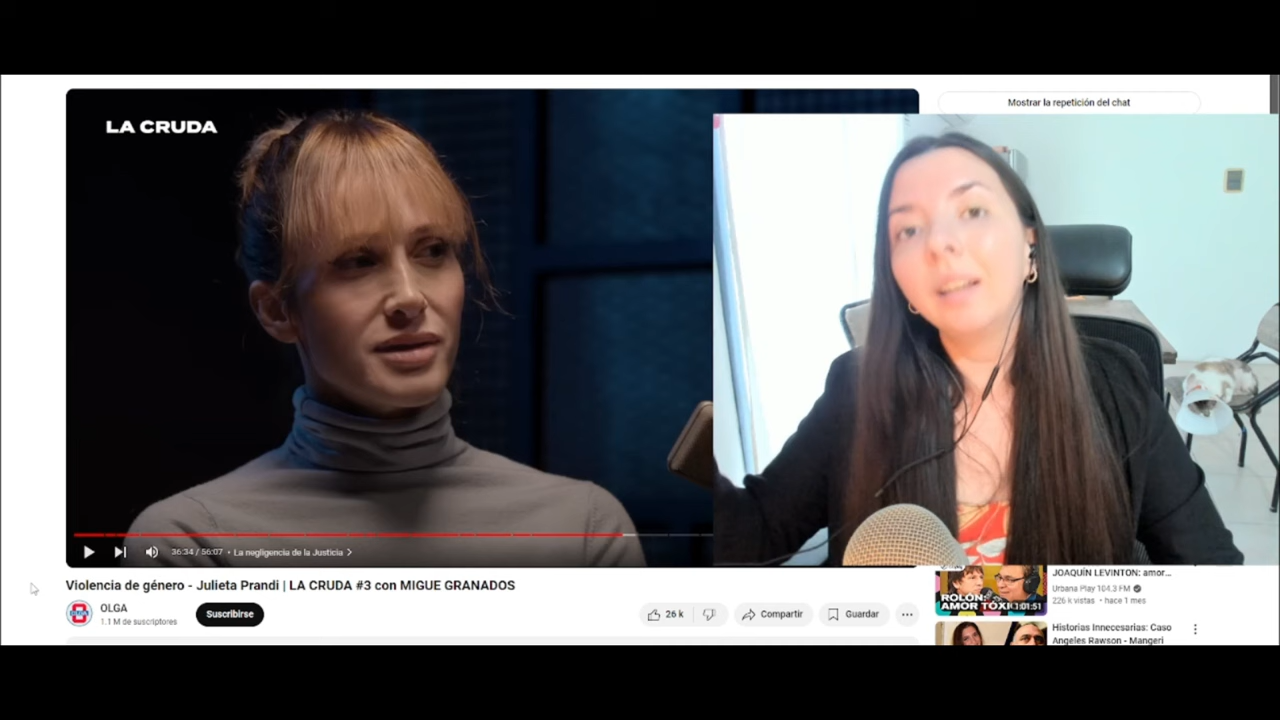 Mostrar la repetición del chat
LA CRUDA
36:34 / 56:07 • La negligencia de la Justicia >
Violencia de género - Julieta Prandi | LA CRUDA #3 con MIGUE GRANADOS
OLGA
1.1 M de suscriptores
Suscribirse
26 k
Compartir
Guardar
ROLÓN:
AMOR TÓXI
1:01:51
JOAQUÍN LEVINTON: amor...
Urbana Play 104.3 FM
226 k vistas • hace 1 mes
Historias Innecesarias: Caso
Angeles Rawson - Mangeri